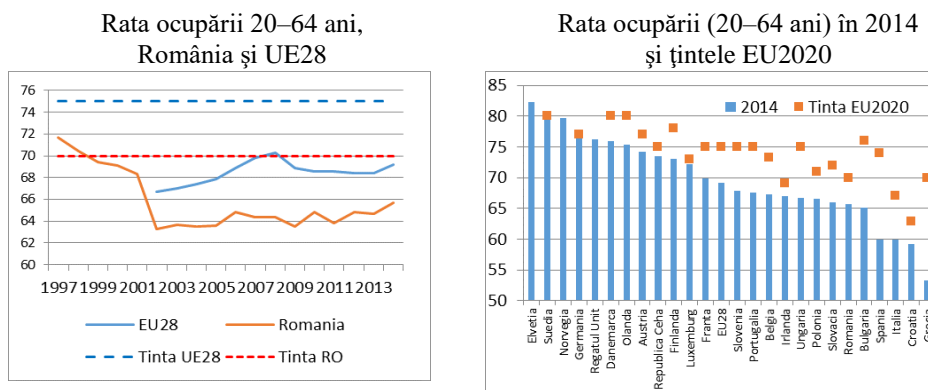 Rata ocupării 20–64 ani,
România şi UE28
76
74
72
70
68
66
64
62
60
1997 1999 2001 2003 2005 2007 2009 2011 2013
EU28
Romania
Tinta UE28
Tinta RO
Rata ocupării (20–64 ani) în 2014
şi ţintele EU2020
85
80
75
70
65
60
55
50
2014
Tinta EU2020
Elvetia
Suedia
Norvegia
Germania
Regatul Unit
Danemarca
Olanda
Austria
Republica Ceha
Finlanda
Luxemburg
Franta
EU28
Slovenia
Portugalia
Belgia
Irlanda
Ungaria
Polonia
Slovacia
Romania
Bulgaria
Spania
Italia
Croatia
Grecia